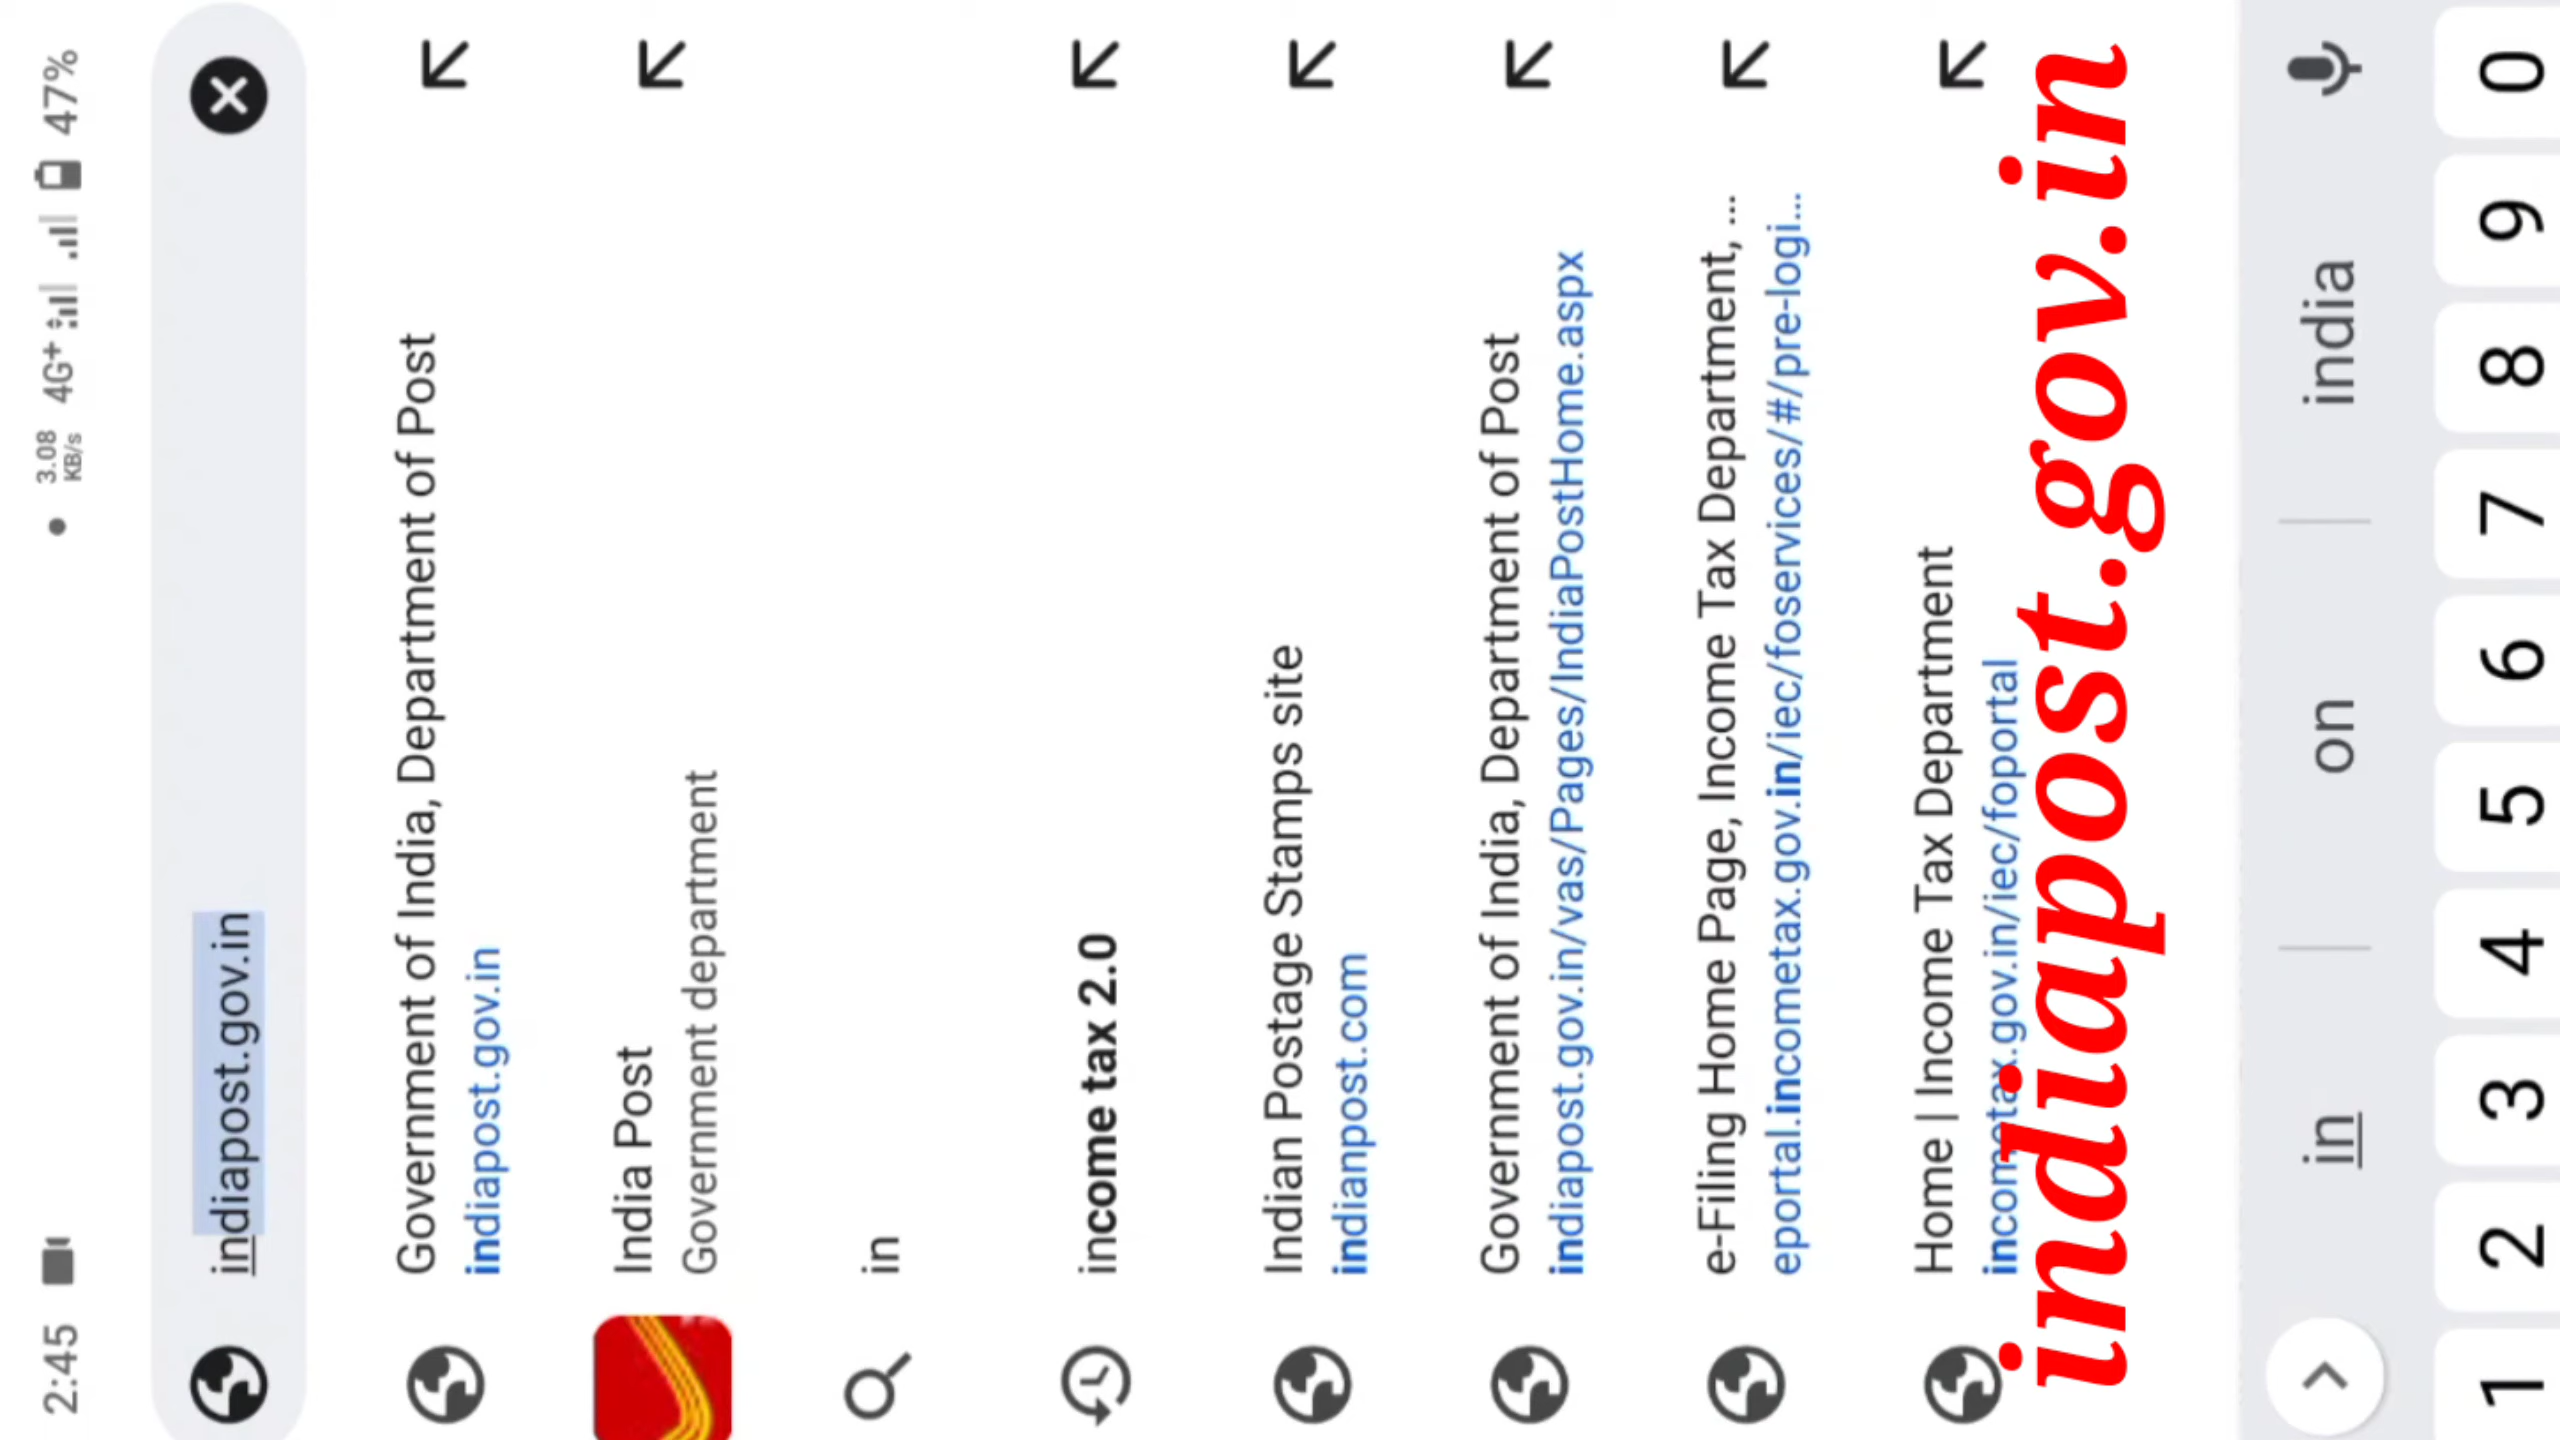 2:45 3.08 KB/s 4G+ 47%
indiapost.gov.in
Government of India, Department of Post
indiapost.gov.in
India Post
Government department
in
income tax 2.0
Indian Postage Stamps site
indianpost.com
Government of India, Department of Post
indiapost.gov.in/vas/Pages/IndiaPostHome.aspx
e-Filing Home Page, Income Tax Department, ...
eportal.incometax.gov.in/iec/foservices/#/pre-logi...
Home | Income Tax Department
incometax.gov.in/iec/foportal
indiapost.gov.in
in on india
1 2 3 4 5 6 7 8 9 0